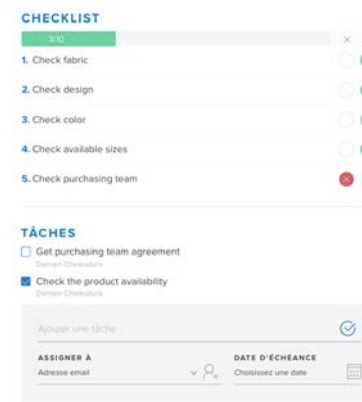 CHECKLIST
3/10
1. Check fabric
2. Check design
3. Check color
4. Check available sizes
5. Check purchasing team
TÂCHES
Get purchasing team agreement
Damien
Check the product availability
Damien
Ajouter une tâche
ASSIGNER À
DATE D'ÉCHÉANCE
Adresse email
Choisissez une date